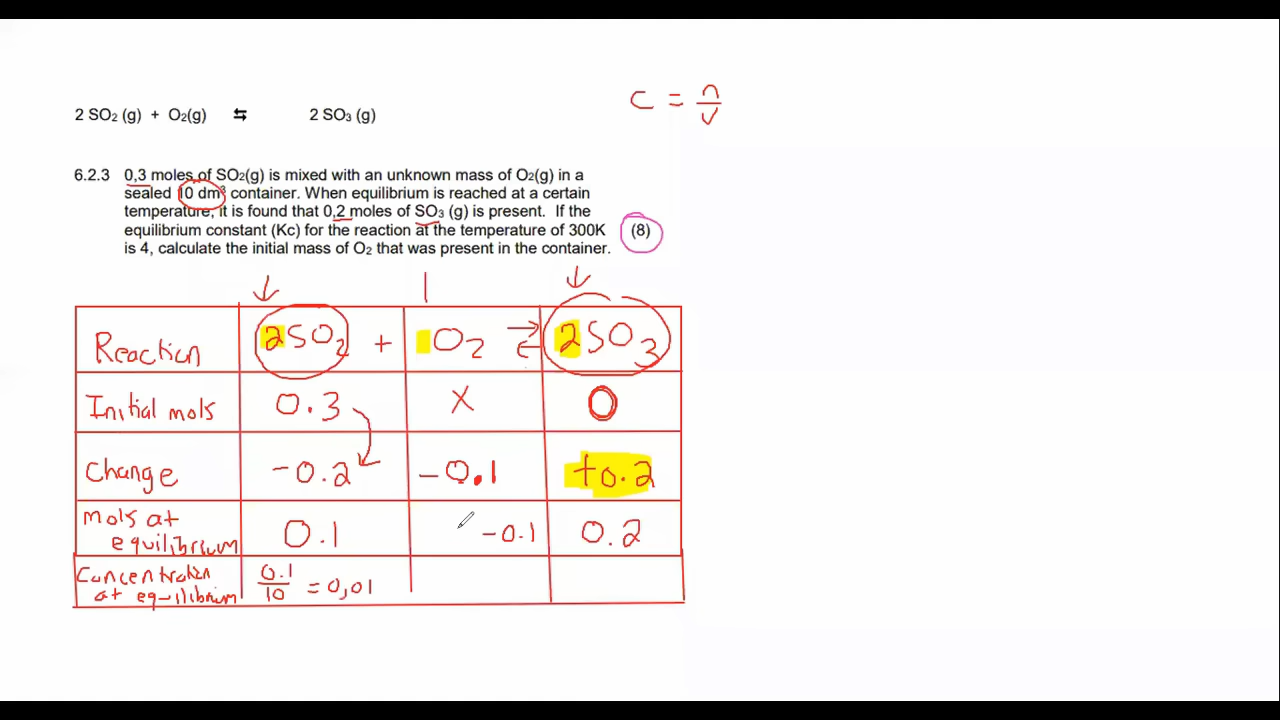 C = n/v
2 SO₂ (g) + O₂(g) ⇆ 2 SO₃ (g)
6.2.3 0,3 moles of SO₂(g) is mixed with an unknown mass of O₂(g) in a
sealed 10 dm³ container. When equilibrium is reached at a certain
temperature, it is found that 0,2 moles of SO₃ (g) is present. If the
equilibrium constant (Kc) for the reaction at the temperature of 300K (8)
is 4, calculate the initial mass of O₂ that was present in the container.
↓ | ↓
Reaction 2SO₂ + 1O₂ ⇄ 2SO₃
Initial mols 0.3 X 0
Change -0.2 -0.1 +0.2
Mols at
equilibrium 0.1 -0.1 0.2
Concentration
at equilibrium 0.1/10 = 0,01